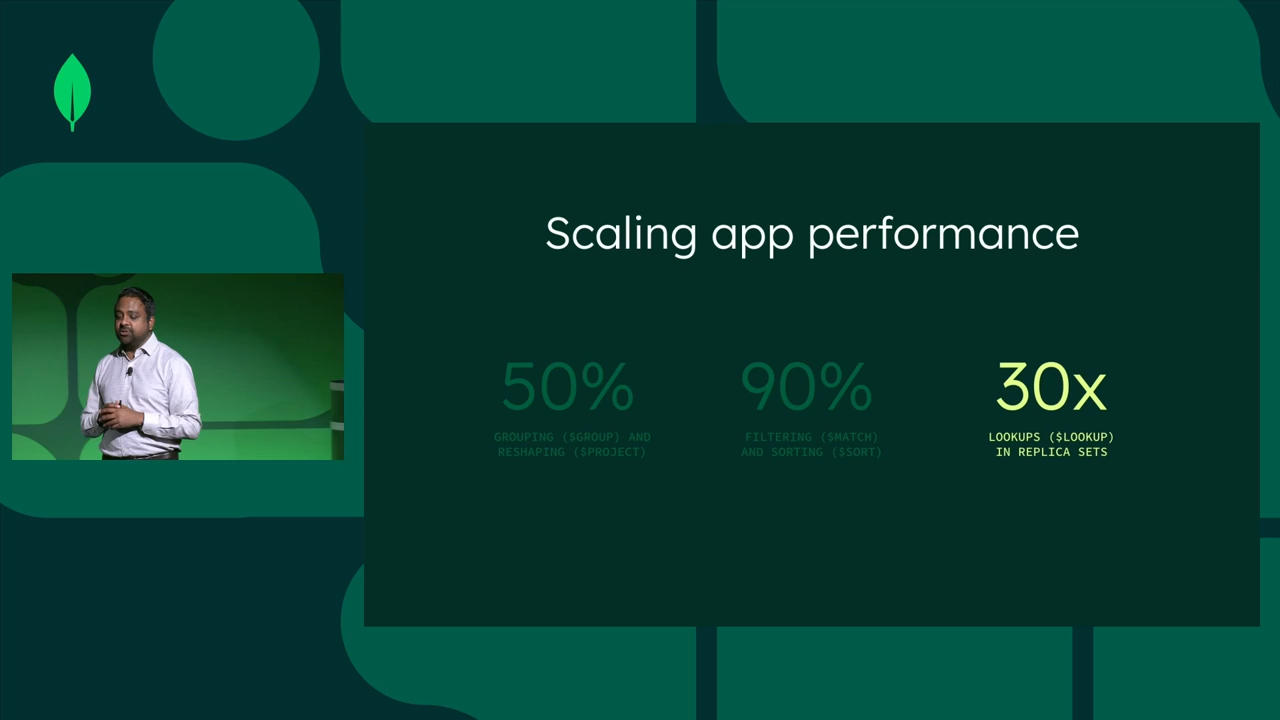 Scaling app performance
50%
GROUPING ($GROUP) AND
RESHAPING ($PROJECT)
90%
FILTERING ($MATCH)
AND SORTING ($SORT)
30x
LOOKUPS ($LOOKUP)
IN REPLICA SETS